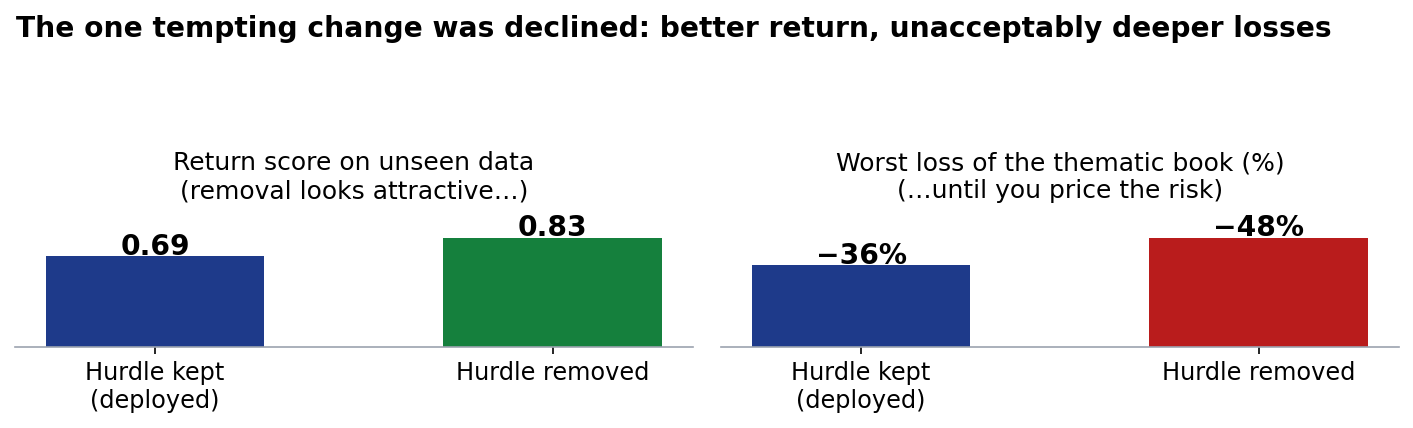 The one tempting change was declined: better return, unacceptably deeper losses
Return score on unseen data
(removal looks attractive…)
0.69
0.83
Hurdle kept
(deployed)
Hurdle removed
Worst loss of the thematic book (%)
(…until you price the risk)
−36%
−48%
Hurdle kept
(deployed)
Hurdle removed